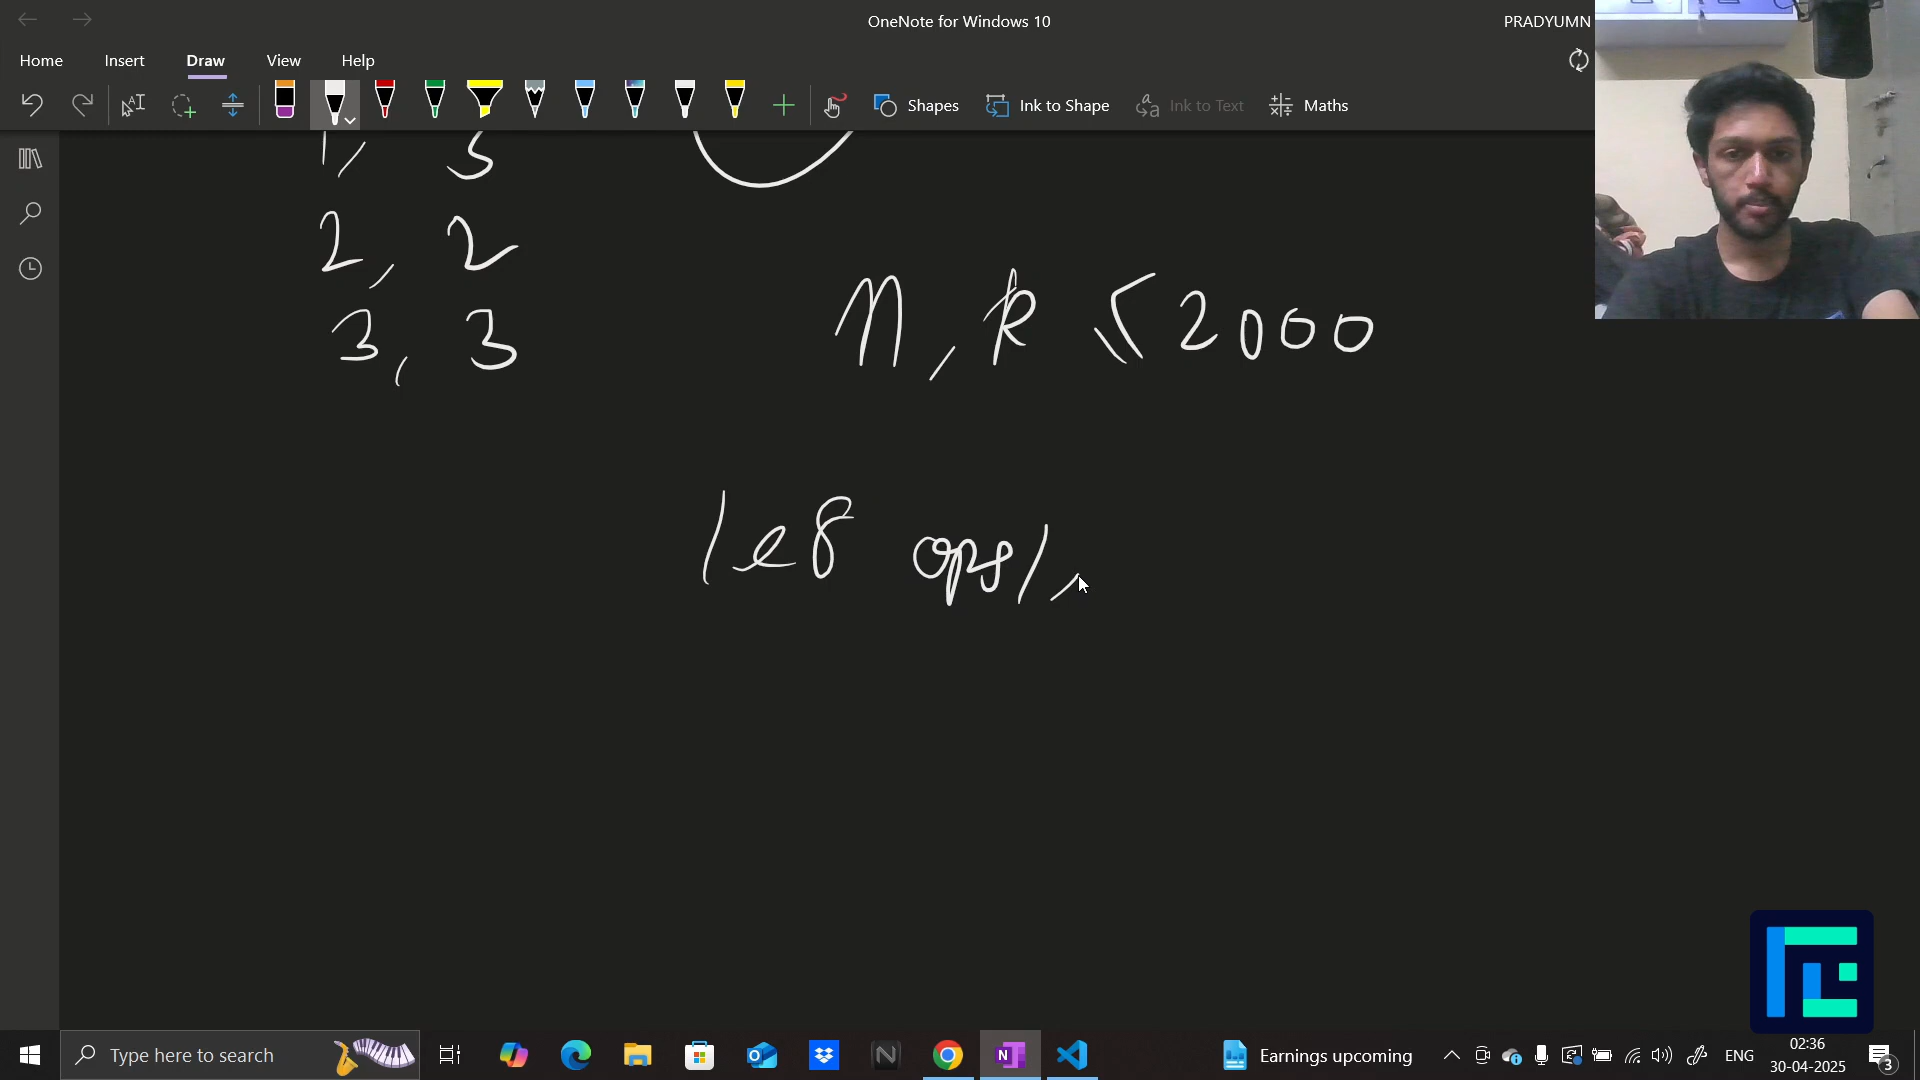 OneNote for Windows 10
PRADYUMN
Home Insert Draw View Help
Shapes Ink to Shape Ink to Text Maths
1, 3
2, 2
3, 3
n, k ≤ 2000
1e8 ops/
Type here to search
Earnings upcoming
ENG
02:36
30-04-2025
3